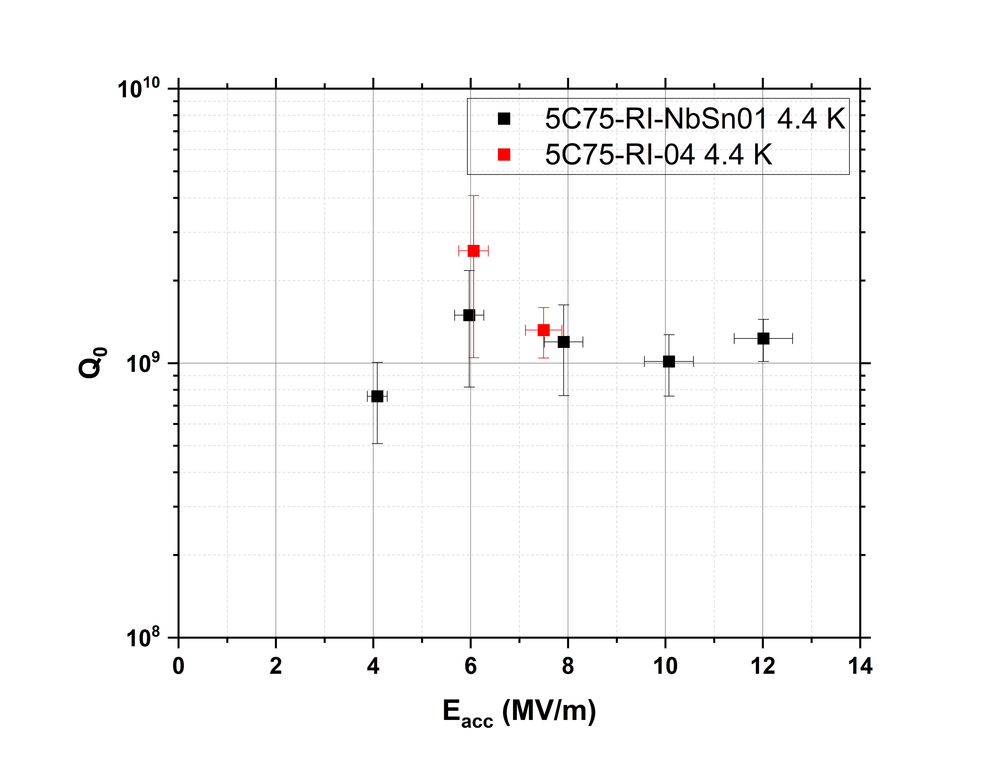 10¹⁰
5C75-RI-NbSn01 4.4 K
5C75-RI-04 4.4 K
Q₀
10⁹
10⁸
0 2 4 6 8 10 12 14
E_acc (MV/m)